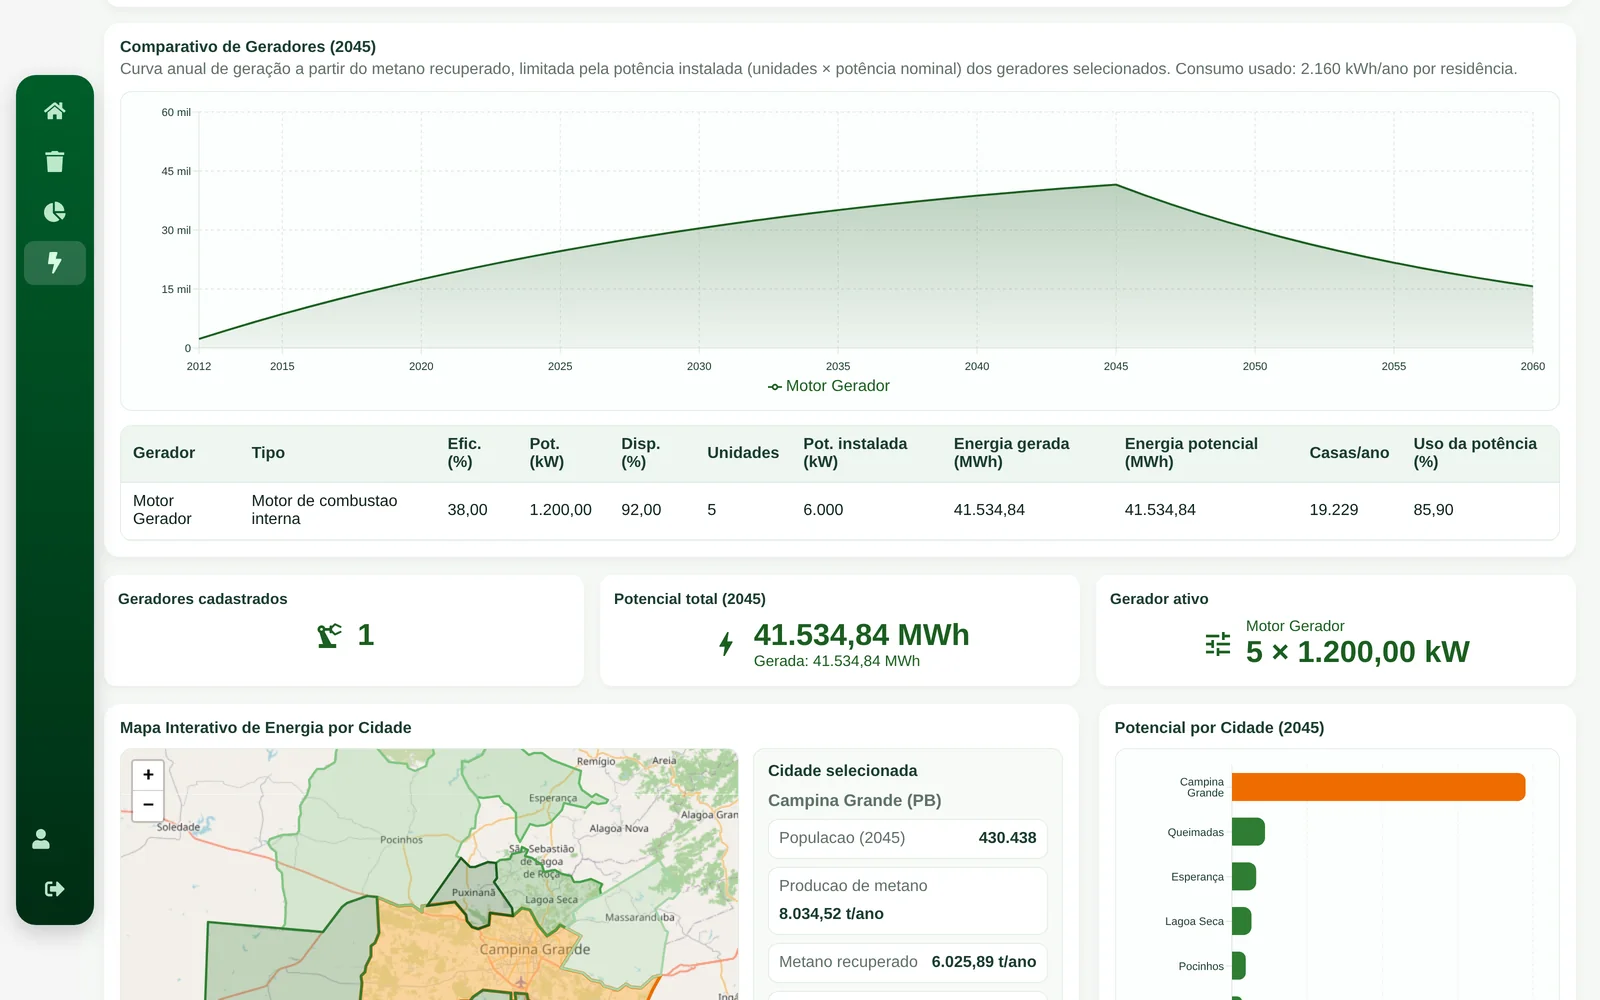 Comparativo de Geradores (2045)
Curva anual de geração a partir do metano recuperado, limitada pela potência instalada (unidades × potência nominal) dos geradores selecionados. Consumo usado: 2.160 kWh/ano por residência.
60 mil
45 mil
30 mil
15 mil
0
2012 2015 2020 2025 2030 2035 2040 2045 2050 2055 2060
Motor Gerador
Gerador Tipo Efic. (%) Pot. (kW) Disp. (%) Unidades Pot. instalada (kW) Energia gerada (MWh) Energia potencial (MWh) Casas/ano Uso da potência (%)
Motor Gerador Motor de combustao interna 38,00 1.200,00 92,00 5 6.000 41.534,84 41.534,84 19.229 85,90
Geradores cadastrados
1
Potencial total (2045)
41.534,84 MWh
Gerada: 41.534,84 MWh
Gerador ativo
Motor Gerador
5 × 1.200,00 kW
Mapa Interativo de Energia por Cidade
+
−
Remígio
Areia
Esperança
Alagoa Nova
Alagoa Gran
Soledade
Pocinhos
São Sebastião
de Lagoa
de Roça
Puxinanã
Lagoa Seca
Massaranduba
Campina Grande
Ingá
Cidade selecionada
Campina Grande (PB)
Populacao (2045) 430.438
Producao de metano
8.034,52 t/ano
Metano recuperado 6.025,89 t/ano
Potencial por Cidade (2045)
Campina
Grande
Queimadas
Esperança
Lagoa Seca
Pocinhos